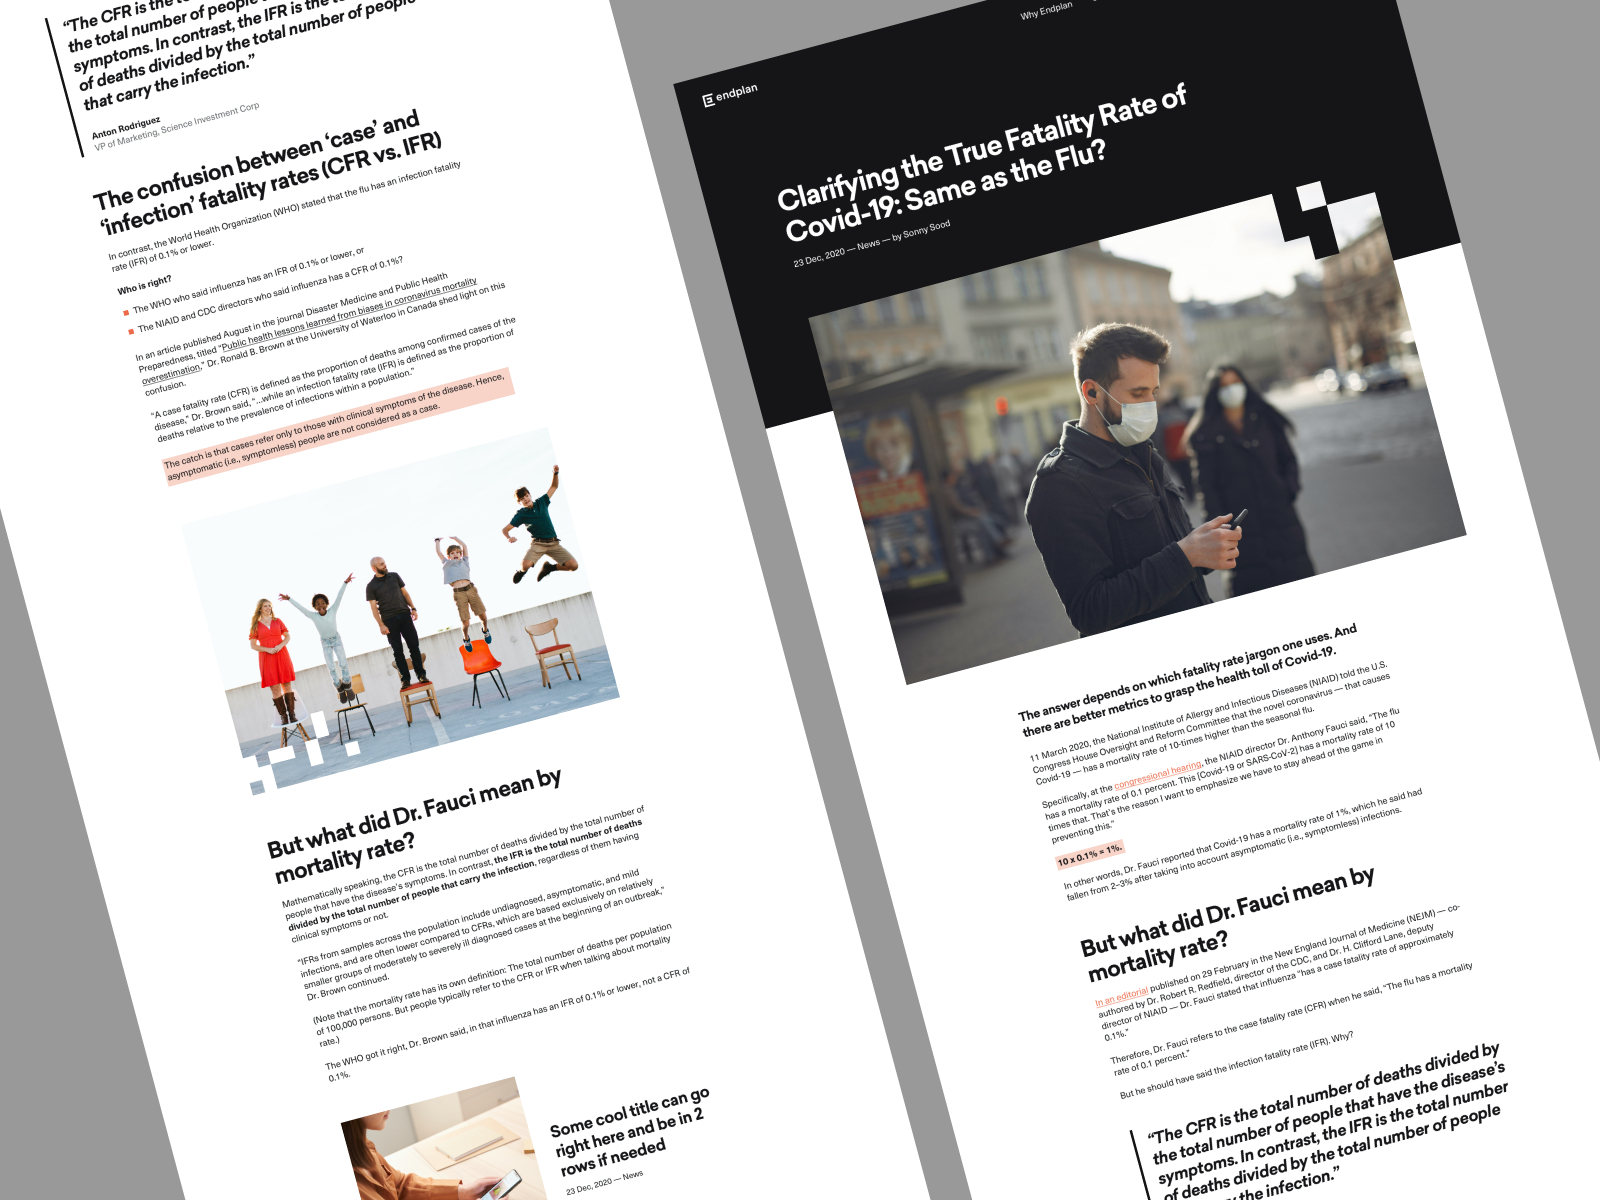 “The CFR is the to
the total number of people
symptoms. In contrast, the IFR is the to
of deaths divided by the total number of people
that carry the infection.”
Anton Rodriguez
VP of Marketing, Science Investment Corp
The confusion between ‘case’ and
‘infection’ fatality rates (CFR vs. IFR)
In contrast, the World Health Organization (WHO) stated that the flu has an infection fatality
rate (IFR) of 0.1% or lower.
Who is right?
The WHO who said influenza has an IFR of 0.1% or lower, or
The NIAID and CDC directors who said influenza has a CFR of 0.1%?
In an article published August in the journal Disaster Medicine and Public Health
Preparedness, titled “Public health lessons learned from biases in coronavirus mortality
overestimation,” Dr. Ronald B. Brown at the University of Waterloo in Canada shed light on this
confusion.
“A case fatality rate (CFR) is defined as the proportion of deaths among confirmed cases of the
disease,” Dr. Brown said, “...while an infection fatality rate (IFR) is defined as the proportion of
deaths relative to the prevalence of infections within a population.”
The catch is that cases refer only to those with clinical symptoms of the disease. Hence,
asymptomatic (i.e., symptomless) people are not considered as a case.
But what did Dr. Fauci mean by
mortality rate?
Mathematically speaking, the CFR is the total number of deaths divided by the total number of
people that have the disease’s symptoms. In contrast, the IFR is the total number of deaths
divided by the total number of people that carry the infection, regardless of them having
clinical symptoms or not.
“IFRs from samples across the population include undiagnosed, asymptomatic, and mild
infections, and are often lower compared to CFRs, which are based exclusively on relatively
smaller groups of moderately to severely ill diagnosed cases at the beginning of an outbreak,”
Dr. Brown continued.
(Note that the mortality rate has its own definition: The total number of deaths per population
of 100,000 persons. But people typically refer to the CFR or IFR when talking about mortality
rate.)
The WHO got it right, Dr. Brown said, in that influenza has an IFR of 0.1% or lower, not a CFR of
0.1%.
Some cool title can go
right here and be in 2
rows if needed
23 Dec, 2020 — News
Why Endplan
endplan
Clarifying the True Fatality Rate of
Covid-19: Same as the Flu?
23 Dec, 2020 — News — by Sonny Sood
The answer depends on which fatality rate jargon one uses. And
there are better metrics to grasp the health toll of Covid-19.
11 March 2020, the National Institute of Allergy and Infectious Diseases (NIAID) told the U.S.
Congress House Oversight and Reform Committee that the novel coronavirus — that causes
Covid-19 — has a mortality rate of 10-times higher than the seasonal flu.
Specifically, at the congressional hearing, the NIAID director Dr. Anthony Fauci said, “The flu
has a mortality rate of 0.1 percent. This [Covid-19 or SARS-CoV-2] has a mortality rate of 10
times that. That’s the reason I want to emphasize we have to stay ahead of the game in
preventing this.”
10 x 0.1% = 1%.
In other words, Dr. Fauci reported that Covid-19 has a mortality rate of 1%, which he said had
fallen from 2–3% after taking into account asymptomatic (i.e., symptomless) infections.
But what did Dr. Fauci mean by
mortality rate?
In an editorial published on 29 February in the New England Journal of Medicine (NEJM) — co-
authored by Dr. Robert R. Redfield, director of the CDC, and Dr. H. Clifford Lane, deputy
director of NIAID — Dr. Fauci stated that influenza “has a case fatality rate of approximately
0.1%.”
Therefore, Dr. Fauci refers to the case fatality rate (CFR) when he said, “The flu has a mortality
rate of 0.1 percent.”
But he should have said the infection fatality rate (IFR). Why?
“The CFR is the total number of deaths divided by
the total number of people that have the disease’s
symptoms. In contrast, the IFR is the total number
of deaths divided by the total number of people
the infection.”